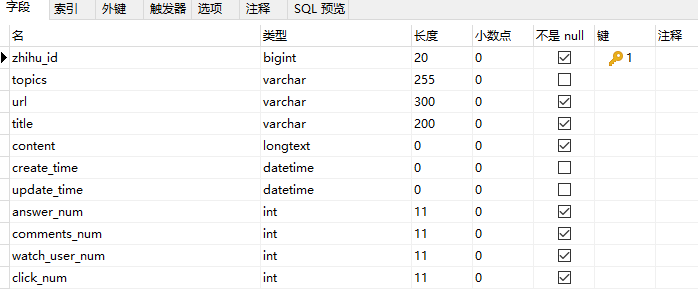 字段 索引 外键 触发器 选项 注释 SQL 预览
名 类型 长度 小数点 不是 null 键 注释
zhihu_id bigint 20 0 1
topics varchar 255 0
url varchar 300 0
title varchar 200 0
content longtext 0 0
create_time datetime 0 0
update_time datetime 0 0
answer_num int 11 0
comments_num int 11 0
watch_user_num int 11 0
click_num int 11 0